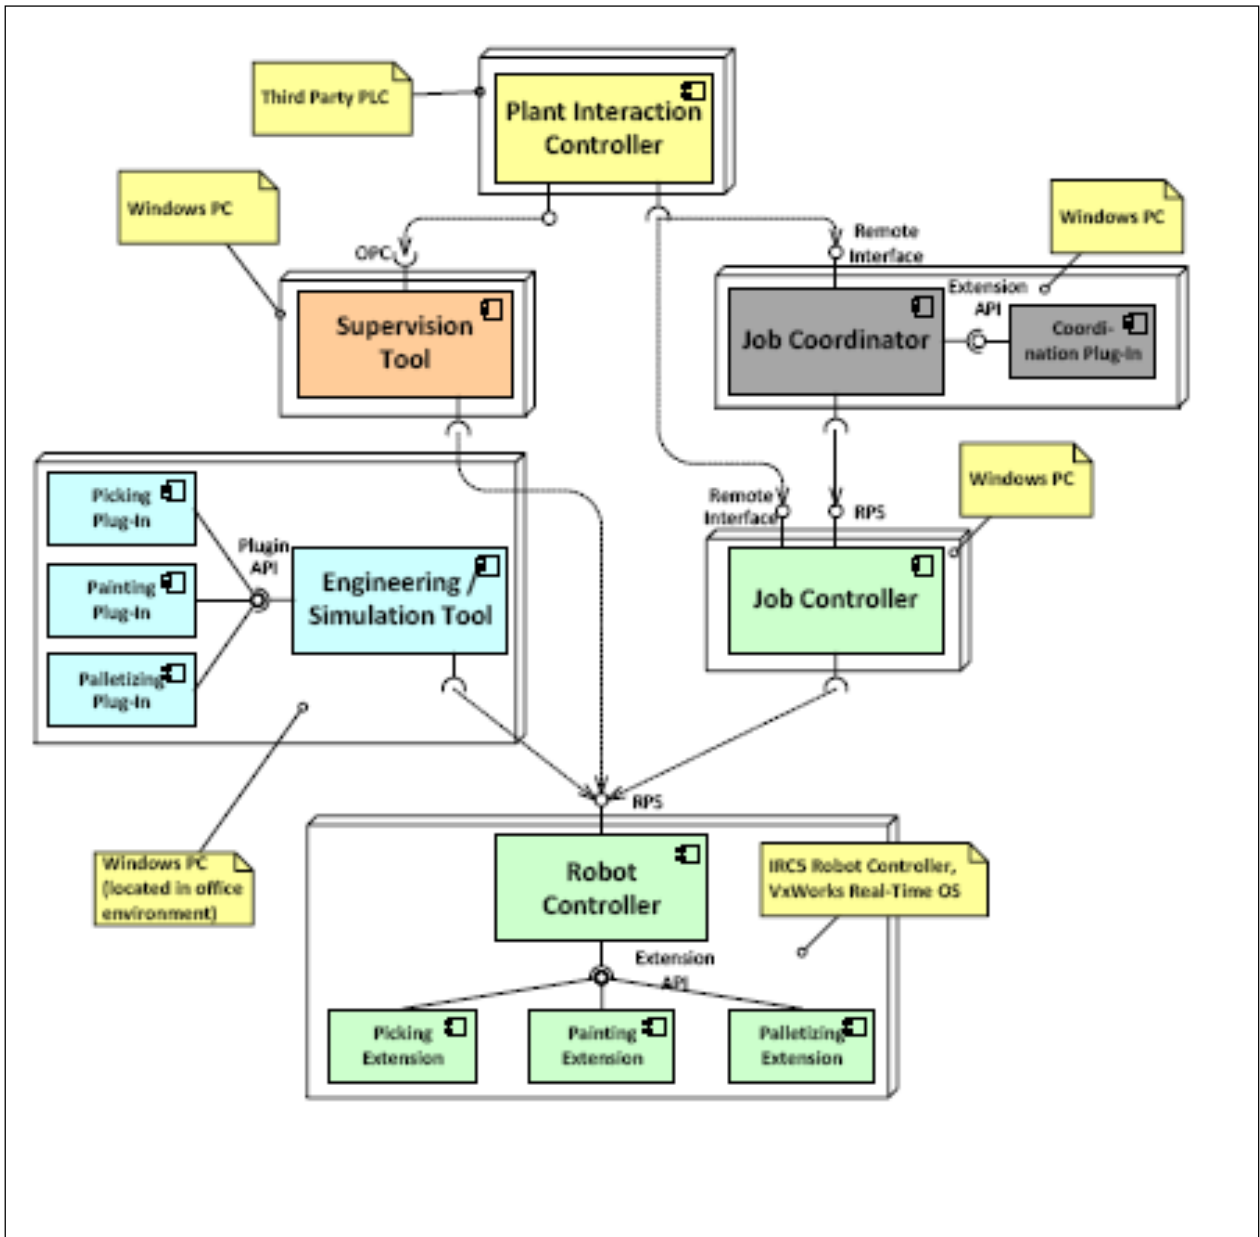 Third Party PLC
Plant Interaction
Controller
Windows PC
Windows PC
OPC
Remote
Interface
Supervision
Tool
Job Coordinator
Extension
API
Coordi-
nation Plug-In
Picking
Plug-In
Painting
Plug-In
Palletizing
Plug-In
Plugin
API
Engineering /
Simulation Tool
Remote
Interface
RPS
Windows PC
Job Controller
RPS
Windows PC
(located in office
environment)
Robot
Controller
IRC5 Robot Controller,
VxWorks Real-Time OS
Extension
API
Picking
Extension
Painting
Extension
Palletizing
Extension